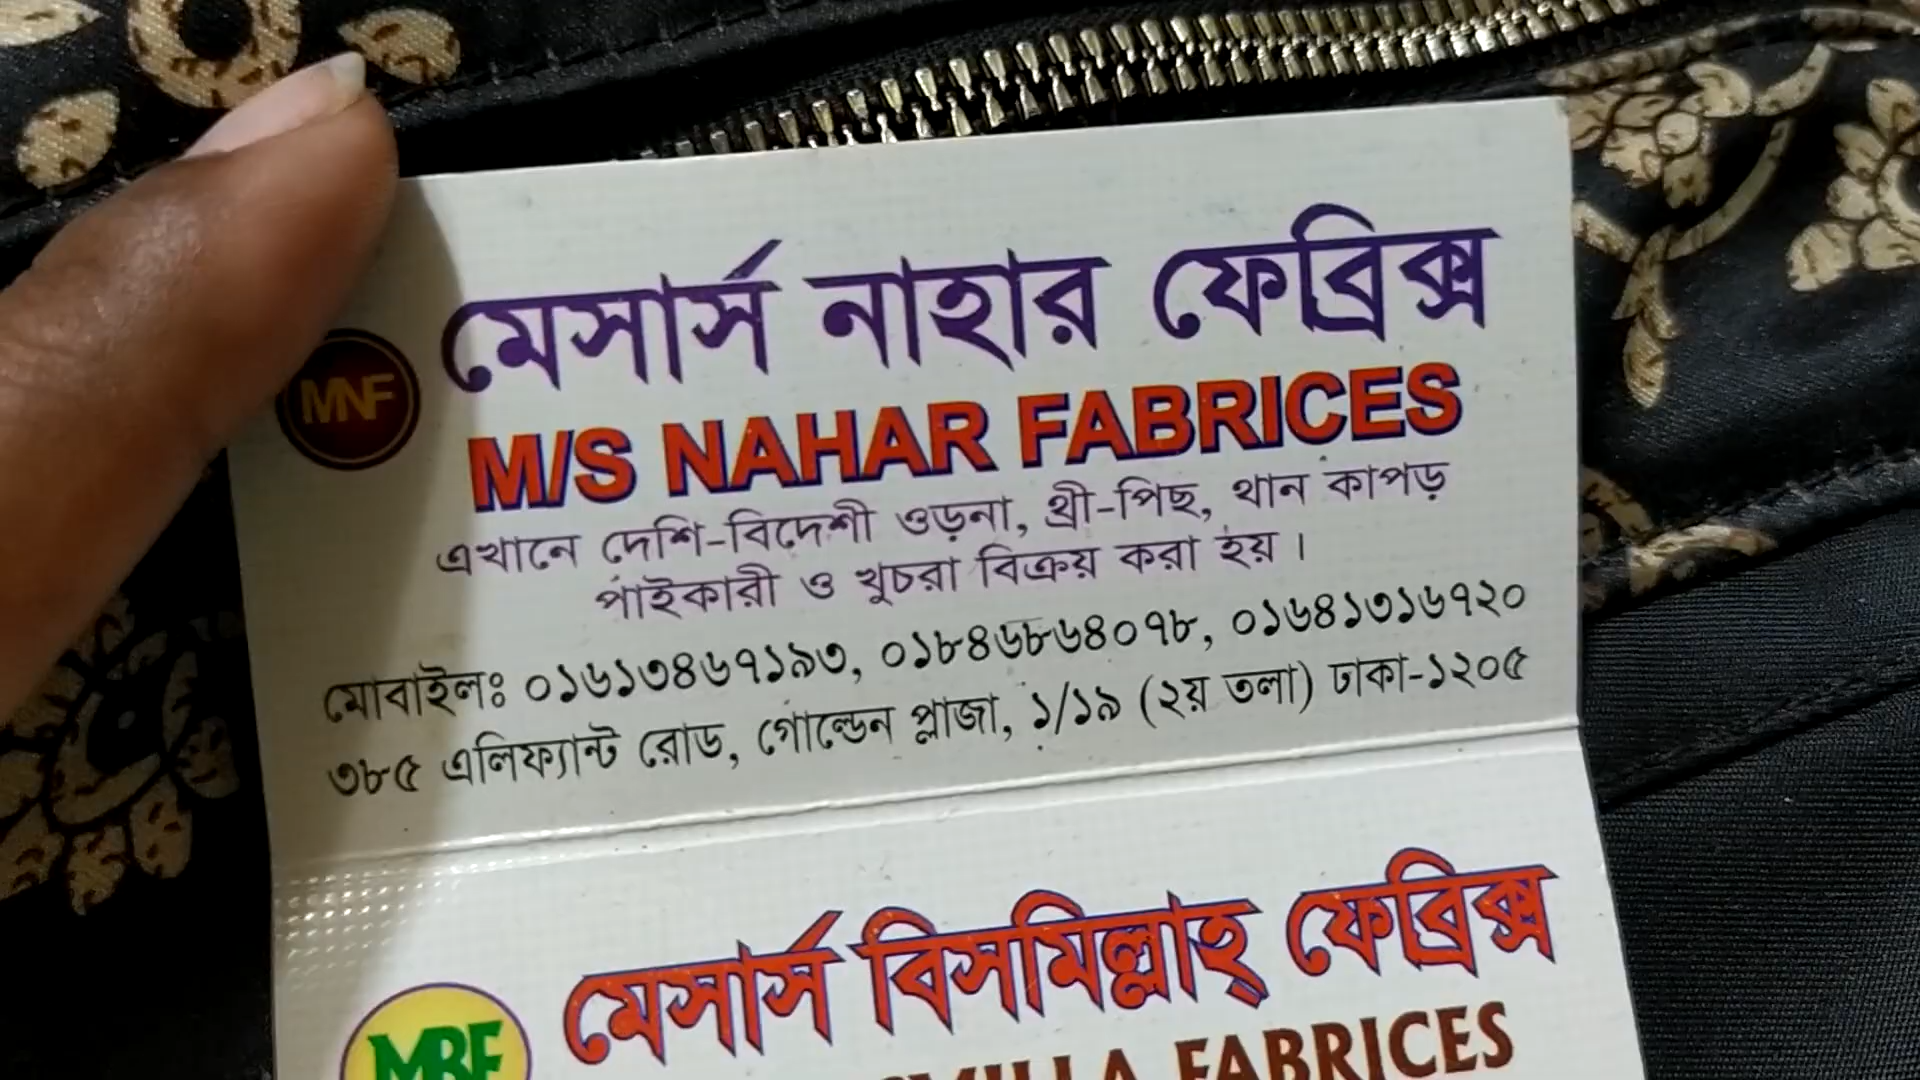 মেসার্স নাহার ফেব্রিক্স
MNF
M/S NAHAR FABRICES
এখানে দেশি-বিদেশী ওড়না, থ্রী-পিছ, থান কাপড়
পাইকারী ও খুচরা বিক্রয় করা হয়।
মোবাইলঃ ০১৬১৩৪৬৭১৯৩, ০১৮৪৬৮৬৪০৭৮, ০১৬৪১৩১৬৭২০
৩৮৫ এলিফ্যান্ট রোড, গোল্ডেন প্লাজা, ১/১৯ (২য় তলা) ঢাকা-১২০৫
মেসার্স বিসমিল্লাহ্ ফেব্রিক্স
MBF
FABRICES